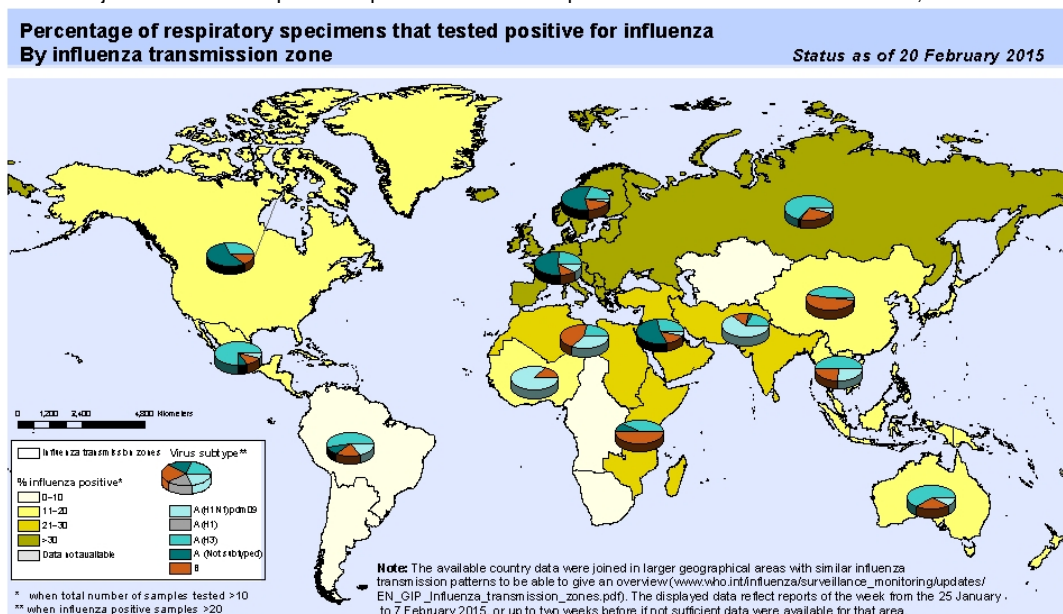 Percentage of respiratory specimens that tested positive for influenza
By influenza transmission zone
Status as of 20 February 2015
0 1,200 2,400 4,800 Kilometers
Influenza transmission zones
Virus subtype**
% influenza positive*
0-10
11-20
21-30
>30
Data not available
A(H1N1)pdm09
A(H1)
A(H3)
A (Not subtyped)
B
* when total number of samples tested >10
** when influenza positive samples >20
Note: The available country data were joined in larger geographical areas with similar influenza
transmission patterns to be able to give an overview (www.who.int/influenza/surveillance_monitoring/updates/
EN_GIP_Influenza_transmission_zones.pdf). The displayed data reflect reports of the week from the 25 January
to 7 February 2015, or up to two weeks before if not sufficient data were available for that area